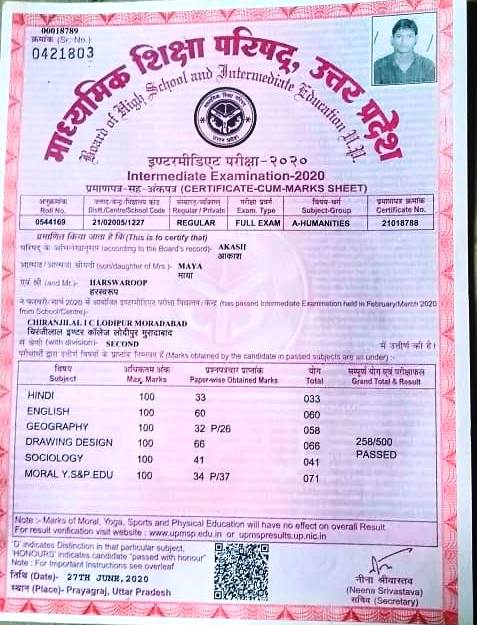 00018789
क्रमांक (Sr. No.)
0421803
माध्यमिक शिक्षा परिषद्, उत्तर प्रदेश
Board of High School and Intermediate Education U.P.
इण्टरमीडिएट परीक्षा-२०२०
Intermediate Examination-2020
प्रमाणपत्र-सह-अंकपत्र (CERTIFICATE-CUM-MARKS SHEET)
अनुक्रमांक जनपद/केन्द्र/विद्यालय कोड संस्थागत/व्यक्तिगत परीक्षा प्रकार विषय-वर्ग प्रमाणपत्र क्रमांक
Roll No. Distt./Centre/School Code Regular / Private Exam. Type Subject-Group Certificate No.
0544169 21/02005/1227 REGULAR FULL EXAM A-HUMANITIES 21018788
प्रमाणित किया जाता है कि (This is to certify that)
परिषद् के अभिलेखानुसार (according to the Board's record)- AKASH
आकाश
आत्मज/आत्मजा श्रीमती (son/daughter of Mrs.)- MAYA
माया
एवं श्री (and Mr.)- HARSWAROOP
हरस्वरूप
ने फरवरी/मार्च 2020 में आयोजित इण्टरमीडिएट परीक्षा विद्यालय/केन्द्र (has passed Intermediate Examination held in February/March 2020
from School/Centre)-
CHIRANJILAL I C LODIPUR MORADABAD
चिरंजीलाल इण्टर कॉलेज लोदीपुर मुरादाबाद
में श्रेणी (with division)- SECOND में उत्तीर्ण की है।
परीक्षार्थी द्वारा उत्तीर्ण विषयों के प्राप्तांक निम्नवत हैं (Marks obtained by the candidate in passed subjects are as under) :-
विषय अधिकतम अंक प्रश्नपत्रवार प्राप्तांक योग सम्पूर्ण योग एवं परीक्षाफल
Subject Max. Marks Paper-wise Obtained Marks Total Grand Total & Result
HINDI 100 33 033
ENGLISH 100 60 060
GEOGRAPHY 100 32 P/26 058
DRAWING DESIGN 100 66 066 258/500
SOCIOLOGY 100 41 041 PASSED
MORAL Y.S&P.EDU 100 34 P/37 071
Note :- Marks of Moral, Yoga, Sports and Physical Education will have no effect on overall Result.
For result verification visit website : www.upmsp.edu.in or upmspresults.up.nic.in
'D' indicates Distinction in that particular subject,
'HONOURS' indicates candidate "passed with honour"
Note : For Important Instructions see overleaf
तिथि (Date)- 27TH JUNE,2020
स्थान (Place)- Prayagraj, Uttar Pradesh
नीना श्रीवास्तव
(Neena Srivastava)
सचिव (Secretary)